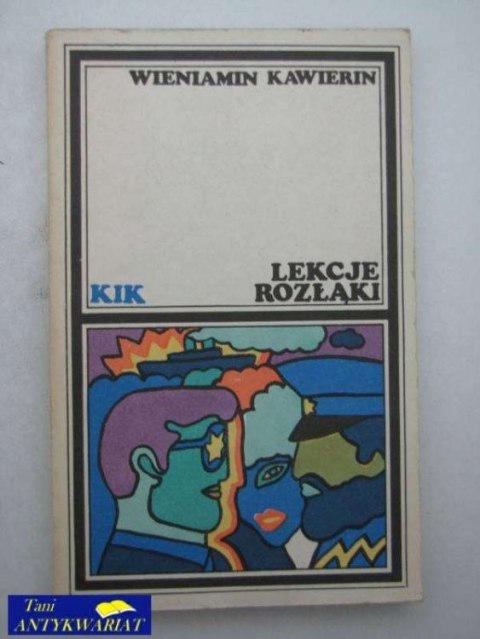 WIENIAMIN KAWIERIN
LEKCJE
KIK ROZŁĄKI
Tani
ANTYKWARIAT